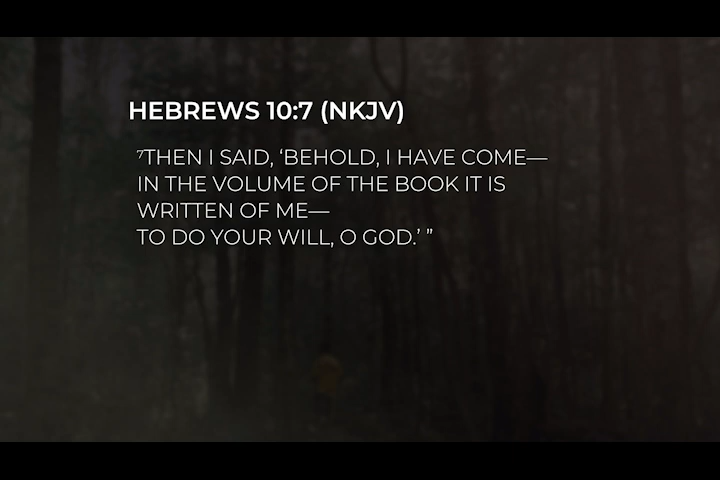 HEBREWS 10:7 (NKJV)
⁷THEN I SAID, ‘BEHOLD, I HAVE COME—
IN THE VOLUME OF THE BOOK IT IS
WRITTEN OF ME—
TO DO YOUR WILL, O GOD.’ ”